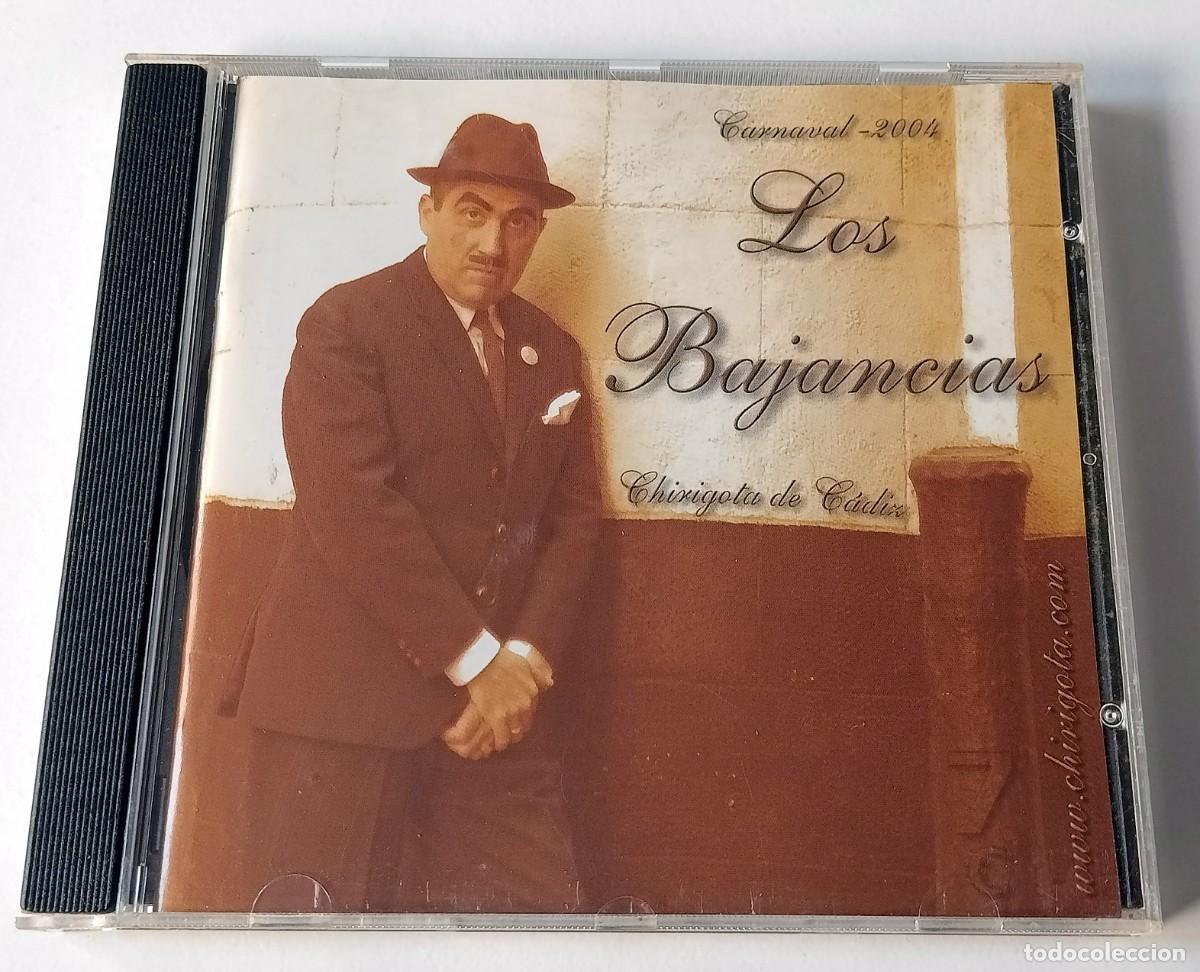 Carnaval - 2004
Los
Bajancias
Chirigota de Cádiz
www.chirigota.com
todocoleccion